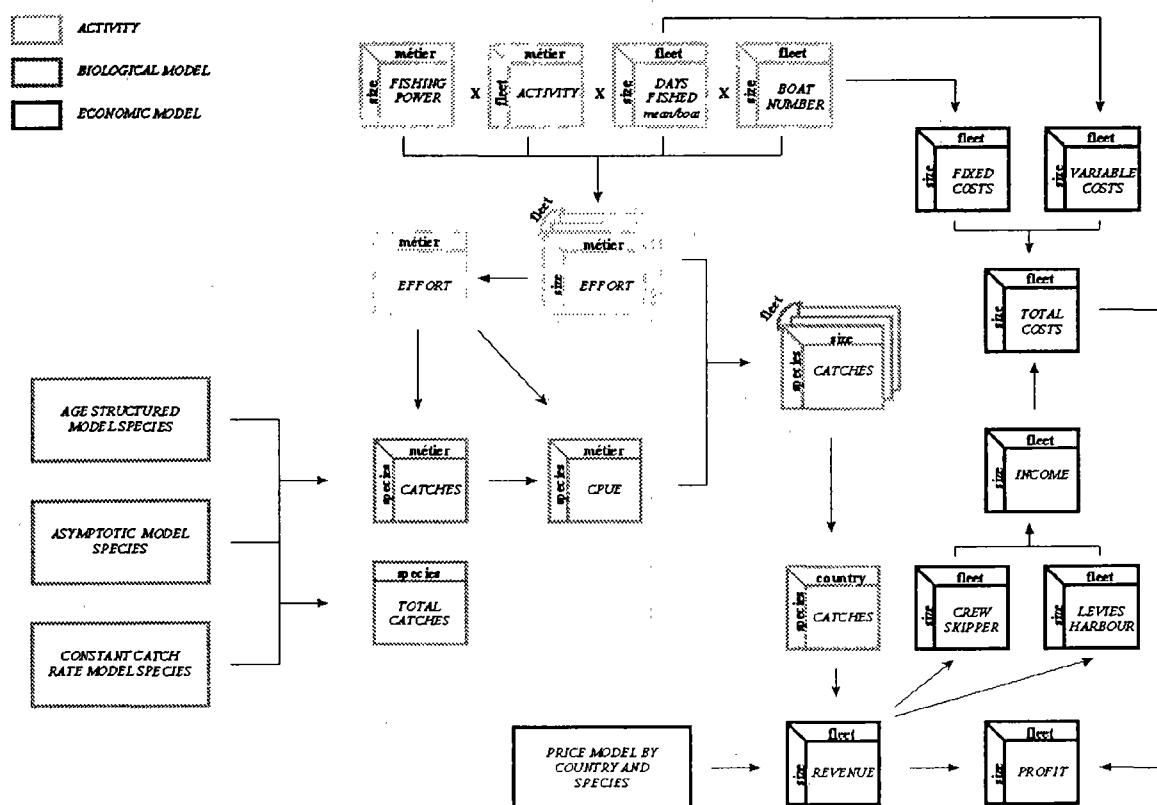 ACTIVITY
BIOLOGICAL MODEL
ECONOMIC MODEL
métier
size
FISHING
POWER
x
métier
fleet
ACTIVITY
x
fleet
size
DAYS
FISHED
mean/boat
x
fleet
size
BOAT
NUMBER
fleet
size
FIXED
COSTS
fleet
size
VARIABLE
COSTS
métier
EFFORT
fleet
métier
size
EFFORT
fleet
size
TOTAL
COSTS
fleet
size
species
CATCHES
AGE STRUCTURED
MODEL SPECIES
ASYMPTOTIC MODEL
SPECIES
CONSTANT CATCH
RATE MODEL SPECIES
métier
species
CATCHES
métier
species
CPUE
fleet
size
INCOME
species
TOTAL
CATCHES
country
species
CATCHES
fleet
size
CREW
SKIPPER
fleet
size
LEVIES
HARBOUR
PRICE MODEL BY
COUNTRY AND
SPECIES
fleet
size
REVENUE
fleet
size
PROFIT